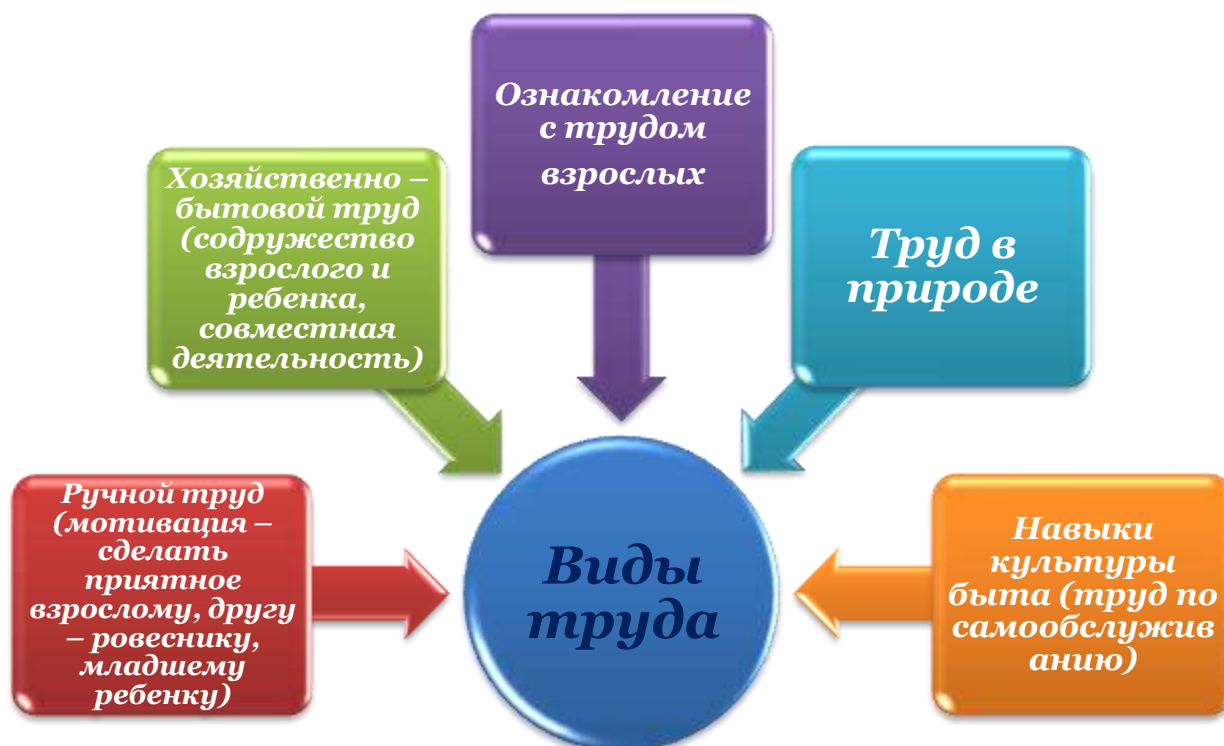 Ознакомление
с трудом
взрослых
Хозяйственно –
бытовой труд
(содружество
взрослого и
ребенка,
совместная
деятельность)
Труд в
природе
Ручной труд
(мотивация –
сделать
приятное
взрослому, другу
– ровеснику,
младшему
ребенку)
Виды
труда
Навыки
культуры
быта (труд по
самообслужив
анию)